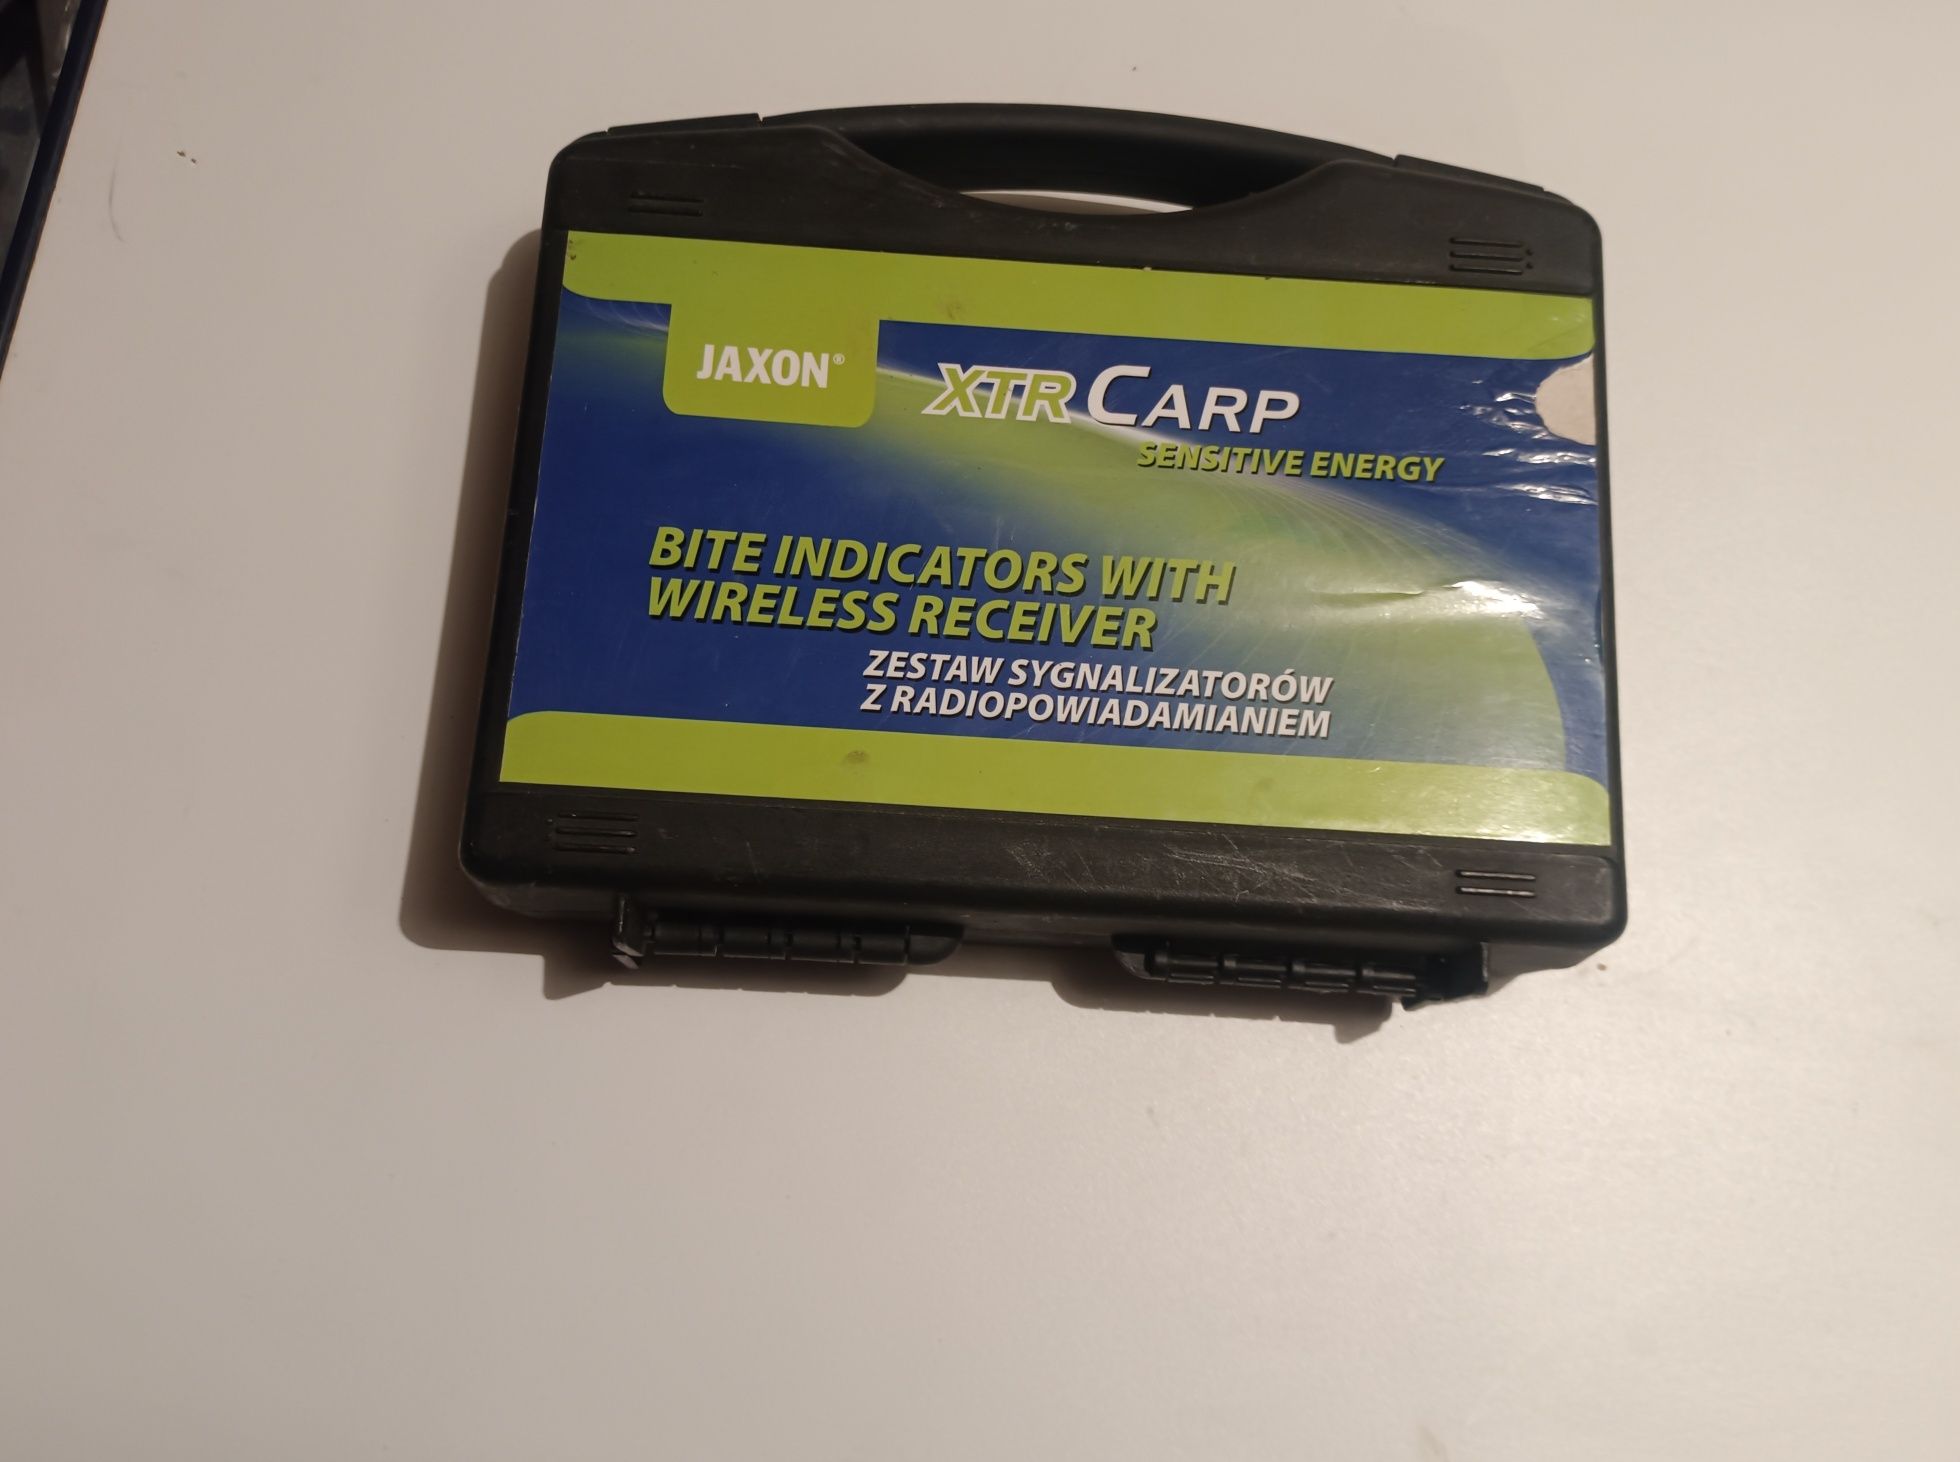 JAXON®
XTR CARP
SENSITIVE ENERGY
BITE INDICATORS WITH
WIRELESS RECEIVER
ZESTAW SYGNALIZATORÓW
Z RADIOPOWIADAMIANIEM